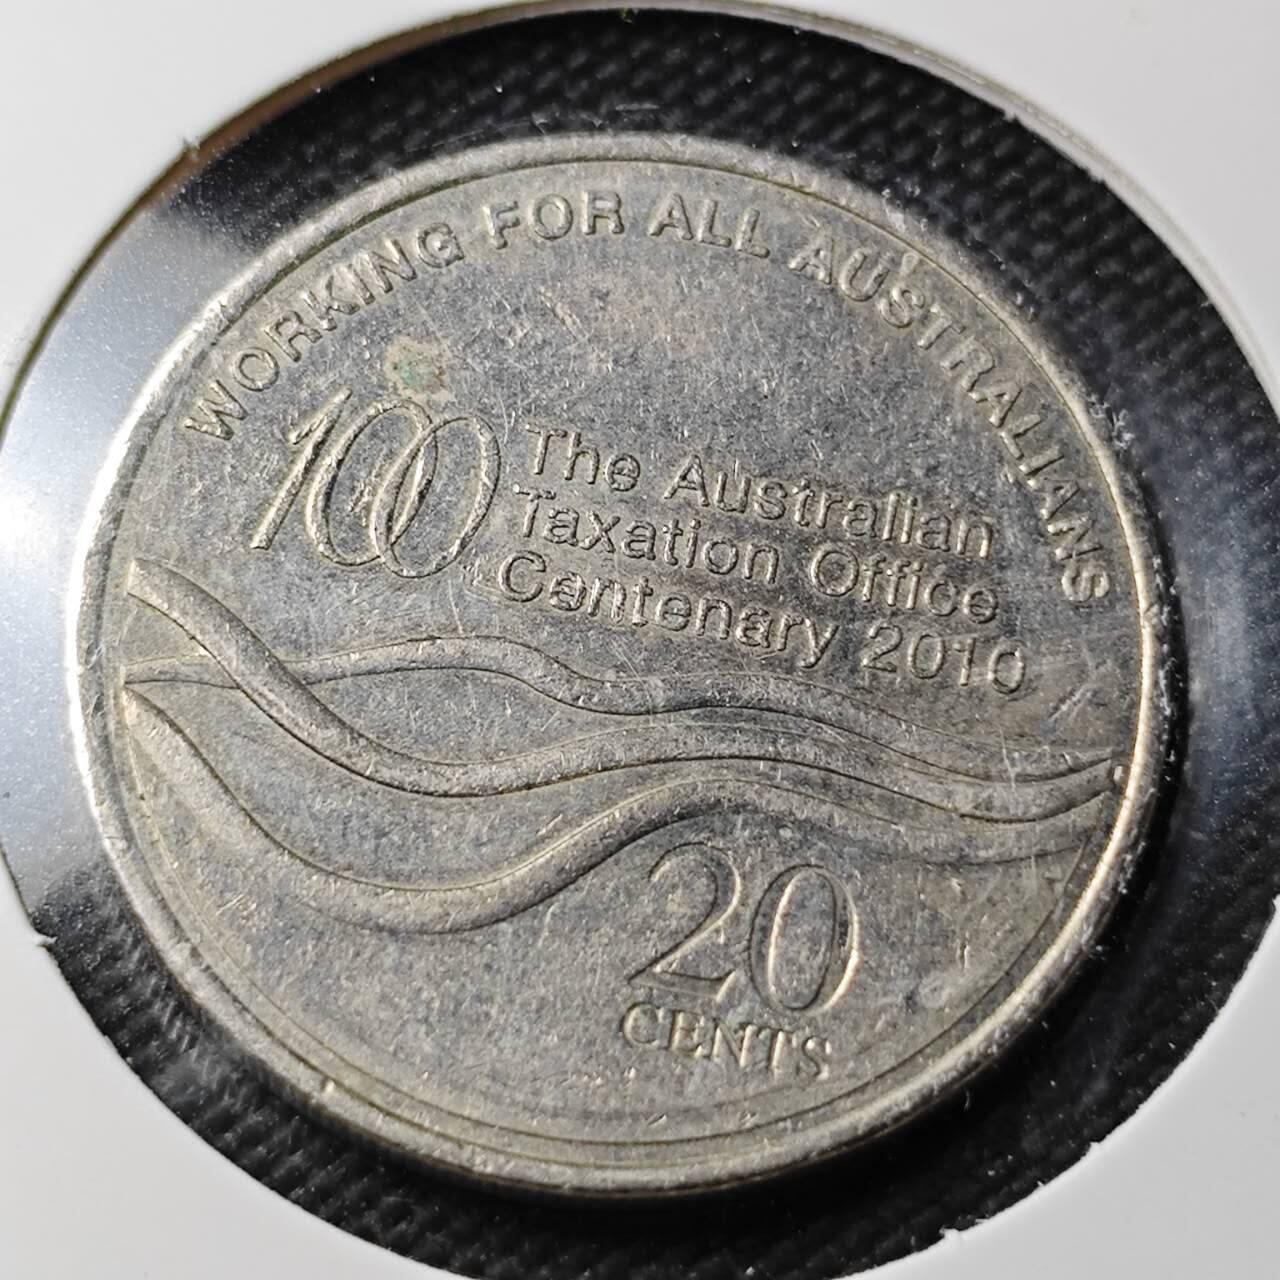 WORKING FOR ALL AUSTRALIANS
100
The Australian
Taxation Office
Centenary 2010
20
CENTS